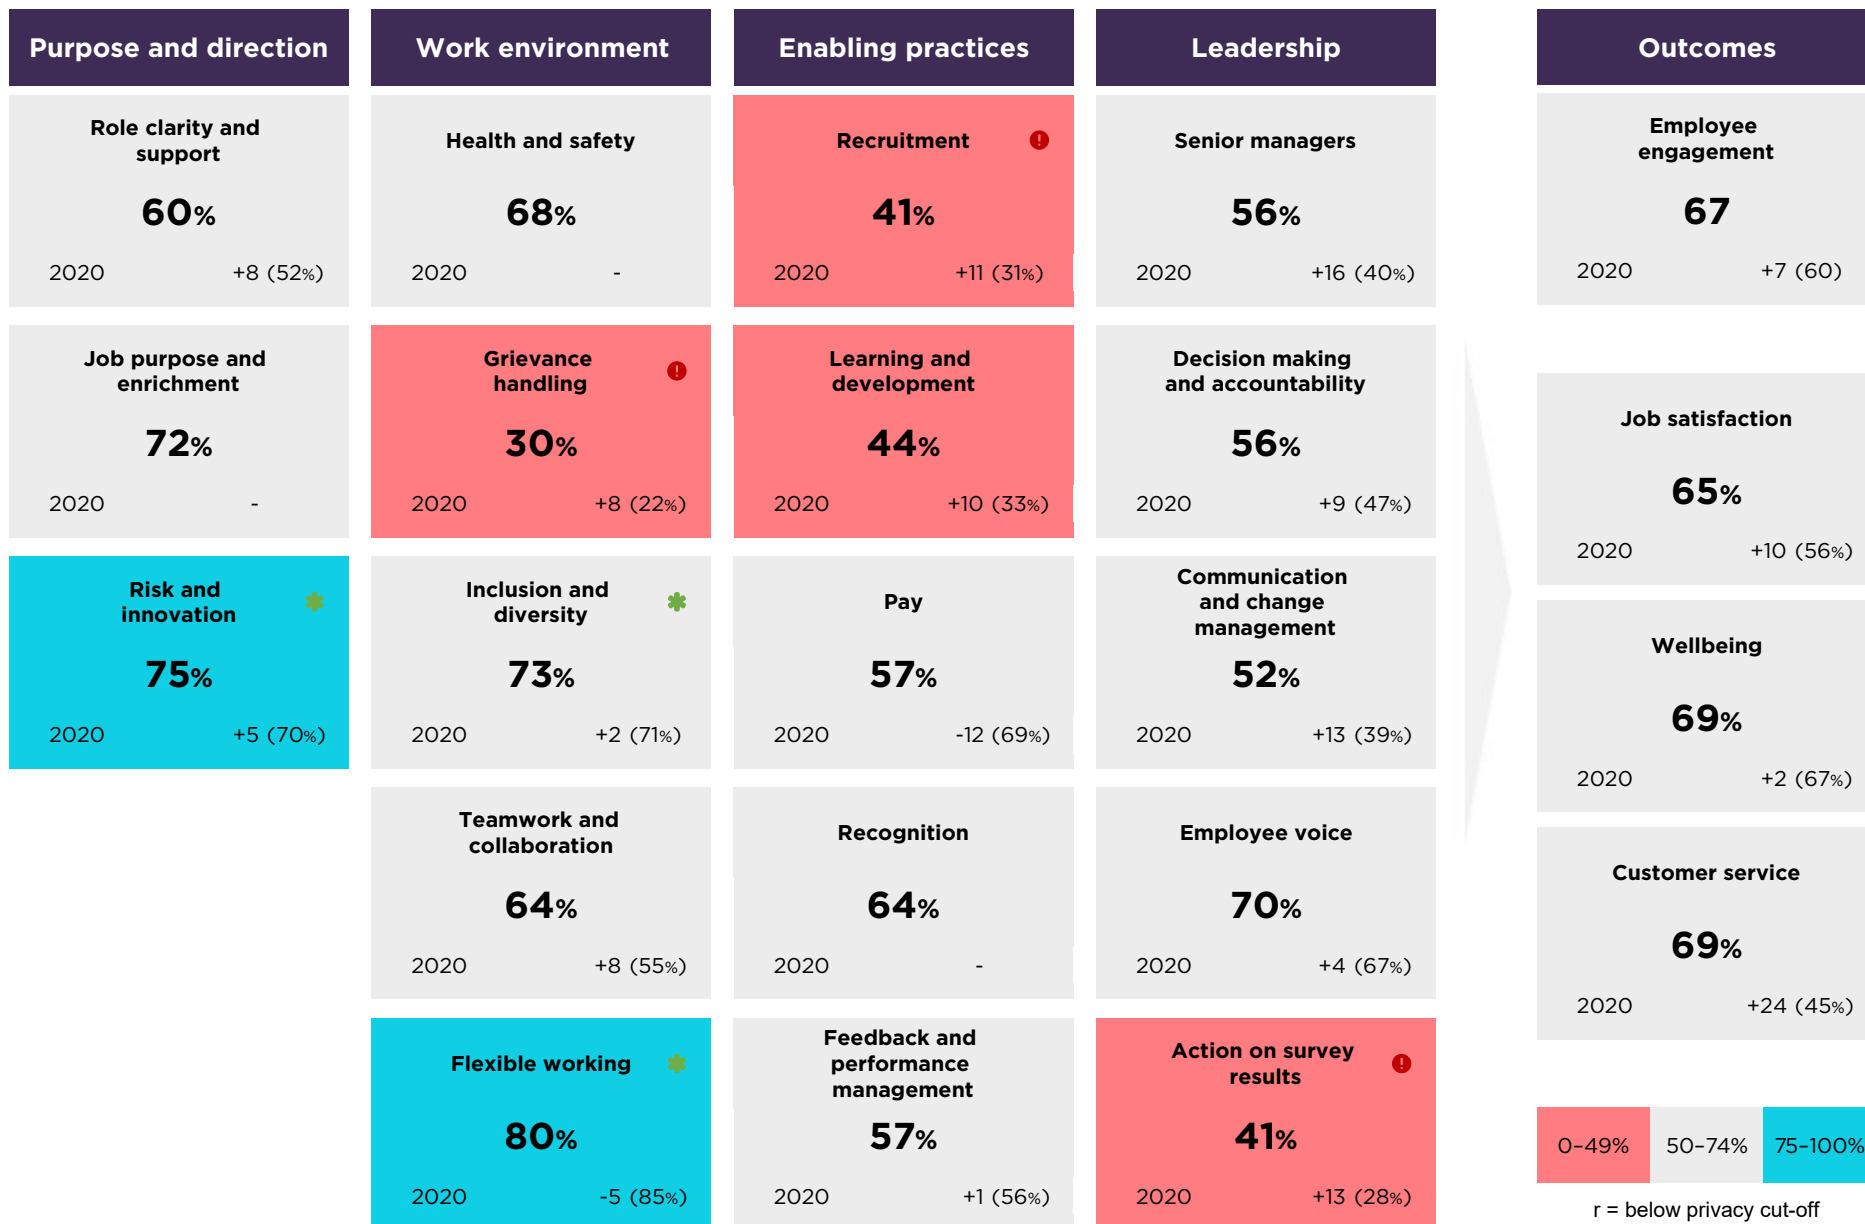 Purpose and direction
Role clarity and
support
60%
2020 +8 (52%)
Job purpose and
enrichment
72%
2020 -
Risk and
innovation
75%
2020 +5 (70%)
Work environment
Health and safety
68%
2020 -
Grievance
handling
!
30%
2020 +8 (22%)
Inclusion and
diversity
73%
2020 +2 (71%)
Teamwork and
collaboration
64%
2020 +8 (55%)
Flexible working
80%
2020 -5 (85%)
Enabling practices
Recruitment !
41%
2020 +11 (31%)
Learning and
development
44%
2020 +10 (33%)
Pay
57%
2020 -12 (69%)
Recognition
64%
2020 -
Feedback and
performance
management
57%
2020 +1 (56%)
Leadership
Senior managers
56%
2020 +16 (40%)
Decision making
and accountability
56%
2020 +9 (47%)
Communication
and change
management
52%
2020 +13 (39%)
Employee voice
70%
2020 +4 (67%)
Action on survey
results
!
41%
2020 +13 (28%)
Outcomes
Employee
engagement
67
2020 +7 (60)
Job satisfaction
65%
2020 +10 (56%)
Wellbeing
69%
2020 +2 (67%)
Customer service
69%
2020 +24 (45%)
0–49% 50–74% 75–100%
r = below privacy cut-off